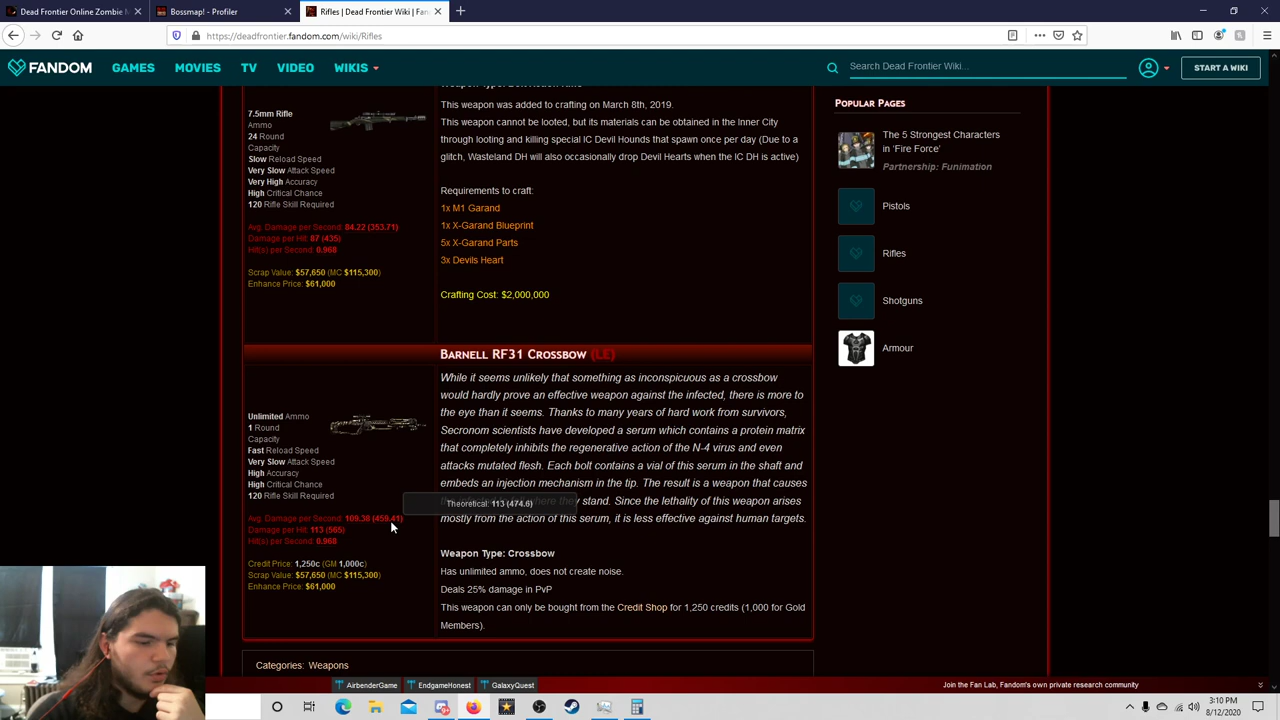 Dead Frontier Online Zombie M
Bossmap! - Profiler
Rifles | Dead Frontier Wiki | Fan
https://deadfrontier.fandom.com/wiki/Rifles
FANDOM
GAMES
MOVIES
TV
VIDEO
WIKIS
Search Dead Frontier Wiki...
START A WIKI
7.5mm Rifle
Ammo
24 Round
Capacity
Slow Reload Speed
Very Slow Attack Speed
Very High Accuracy
High Critical Chance
120 Rifle Skill Required
Avg. Damage per Second: 84.22 (353.71)
Damage per Hit: 87 (435)
Hit(s) per Second: 0.968
Scrap Value: $57,650 (MC $115,300)
Enhance Price: $61,000
This weapon was added to crafting on March 8th, 2019.
This weapon cannot be looted, but its materials can be obtained in the Inner City
through looting and killing special IC Devil Hounds that spawn once per day (Due to a
glitch, Wasteland DH will also occasionally drop Devil Hearts when the IC DH is active)
Requirements to craft:
1x M1 Garand
1x X-Garand Blueprint
5x X-Garand Parts
3x Devils Heart
Crafting Cost: $2,000,000
Barnell RF31 Crossbow (LE)
Unlimited Ammo
1 Round
Capacity
Fast Reload Speed
Very Slow Attack Speed
High Accuracy
High Critical Chance
120 Rifle Skill Required
Avg. Damage per Second: 109.38 (459.41)
Damage per Hit: 113 (565)
Hit(s) per Second: 0.968
Credit Price: 1,250c (GM 1,000c)
Scrap Value: $57,650 (MC $115,300)
Enhance Price: $61,000
Theoretical: 113 (474.6)
While it seems unlikely that something as inconspicuous as a crossbow
would hardly prove an effective weapon against the infected, there is more to
the eye than it seems. Thanks to many years of hard work from survivors,
Secronom scientists have developed a serum which contains a protein matrix
that completely inhibits the regenerative action of the N-4 virus and even
attacks mutated flesh. Each bolt contains a vial of this serum in the shaft and
embeds an injection mechanism in the tip. The result is a weapon that causes
they stand. Since the lethality of this weapon arises
mostly from the action of this serum, it is less effective against human targets.
Weapon Type: Crossbow
Has unlimited ammo, does not create noise.
Deals 25% damage in PvP
This weapon can only be bought from the Credit Shop for 1,250 credits (1,000 for Gold
Members).
Categories: Weapons
Popular Pages
The 5 Strongest Characters
in 'Fire Force'
Partnership: Funimation
Pistols
Rifles
Shotguns
Armour
AirbenderGame
EndgameHonest
GalaxyQuest
Join the Fan Lab, Fandom's own private research community
3:10 PM
8/12/2020